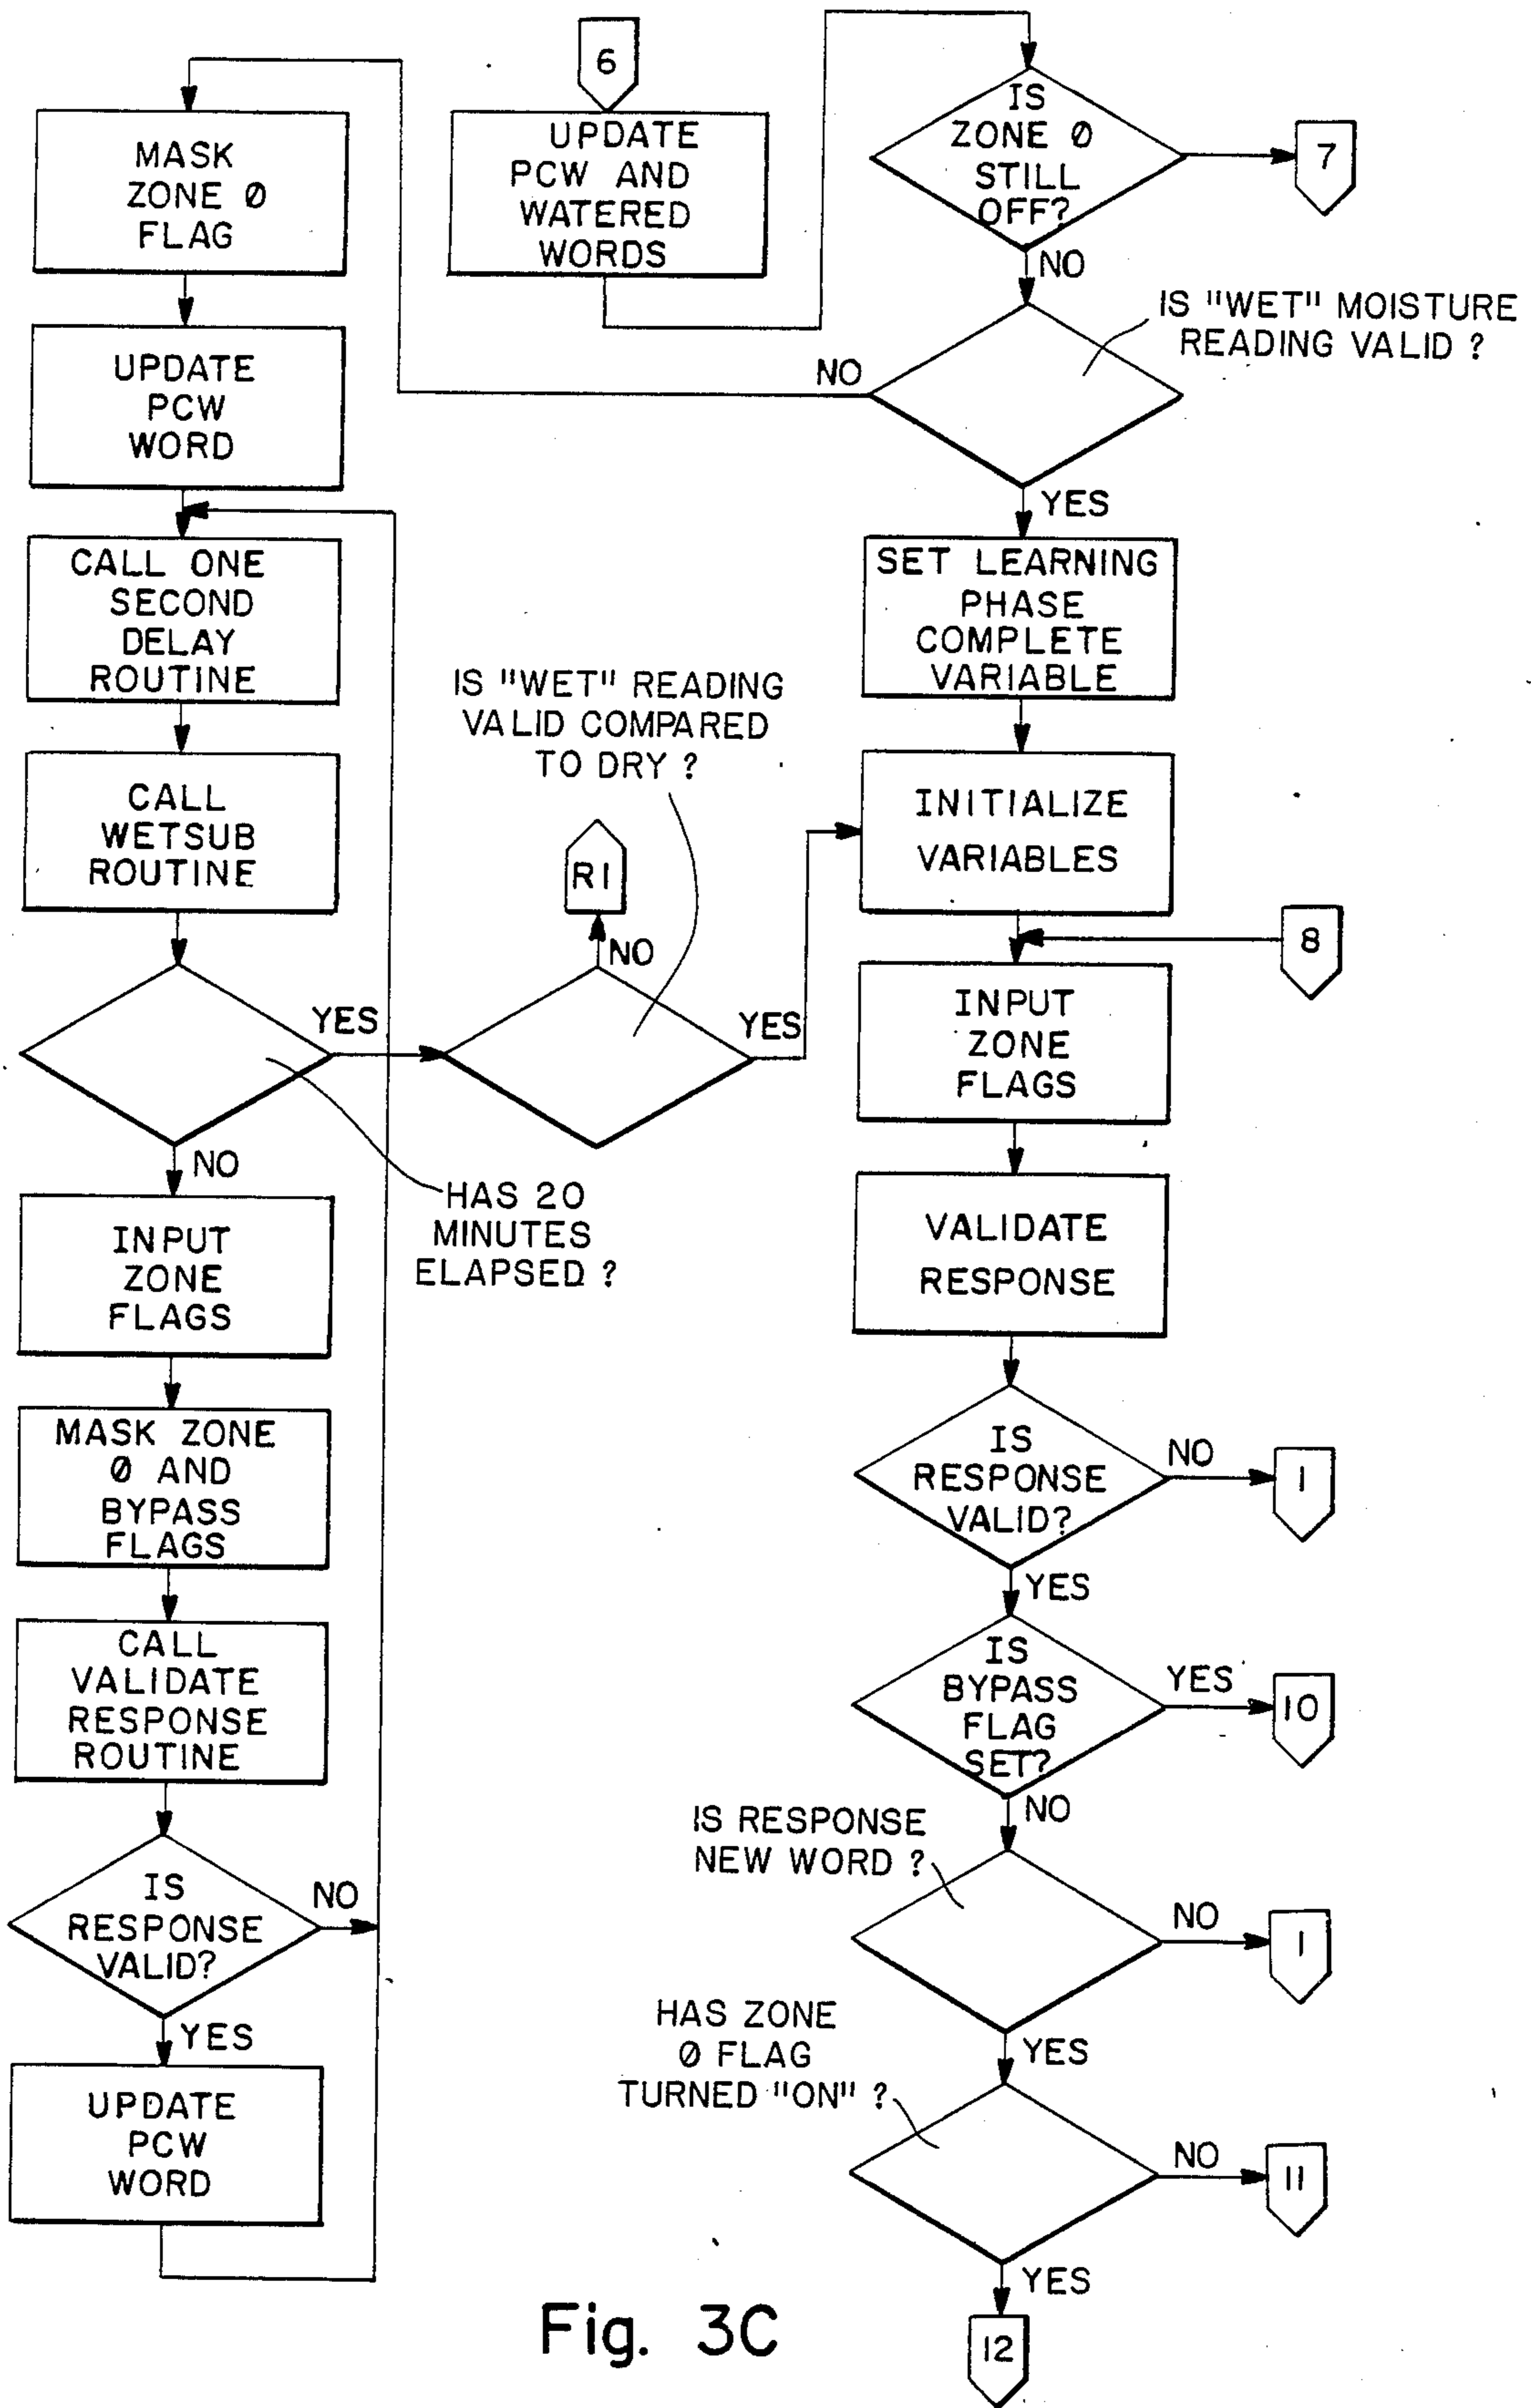 6
UPDATE
PCW AND
WATERED
WORDS
IS
ZONE 0
STILL
OFF?
7
NO
IS "WET" MOISTURE
READING VALID ?
NO
YES
MASK
ZONE 0
FLAG
UPDATE
PCW
WORD
CALL ONE
SECOND
DELAY
ROUTINE
CALL
WETSUB
ROUTINE
YES
NO
HAS 20
MINUTES
ELAPSED ?
IS "WET" READING
VALID COMPARED
TO DRY ?
R1
NO
YES
INPUT
ZONE
FLAGS
MASK ZONE
0 AND
BYPASS
FLAGS
CALL
VALIDATE
RESPONSE
ROUTINE
IS
RESPONSE
VALID?
NO
YES
UPDATE
PCW
WORD
SET LEARNING
PHASE
COMPLETE
VARIABLE
INITIALIZE
VARIABLES
8
INPUT
ZONE
FLAGS
VALIDATE
RESPONSE
IS
RESPONSE
VALID?
NO
1
YES
IS
BYPASS
FLAG
SET?
YES
10
NO
IS RESPONSE
NEW WORD ?
NO
1
YES
HAS ZONE
0 FLAG
TURNED "ON" ?
NO
11
YES
12
Fig. 3C